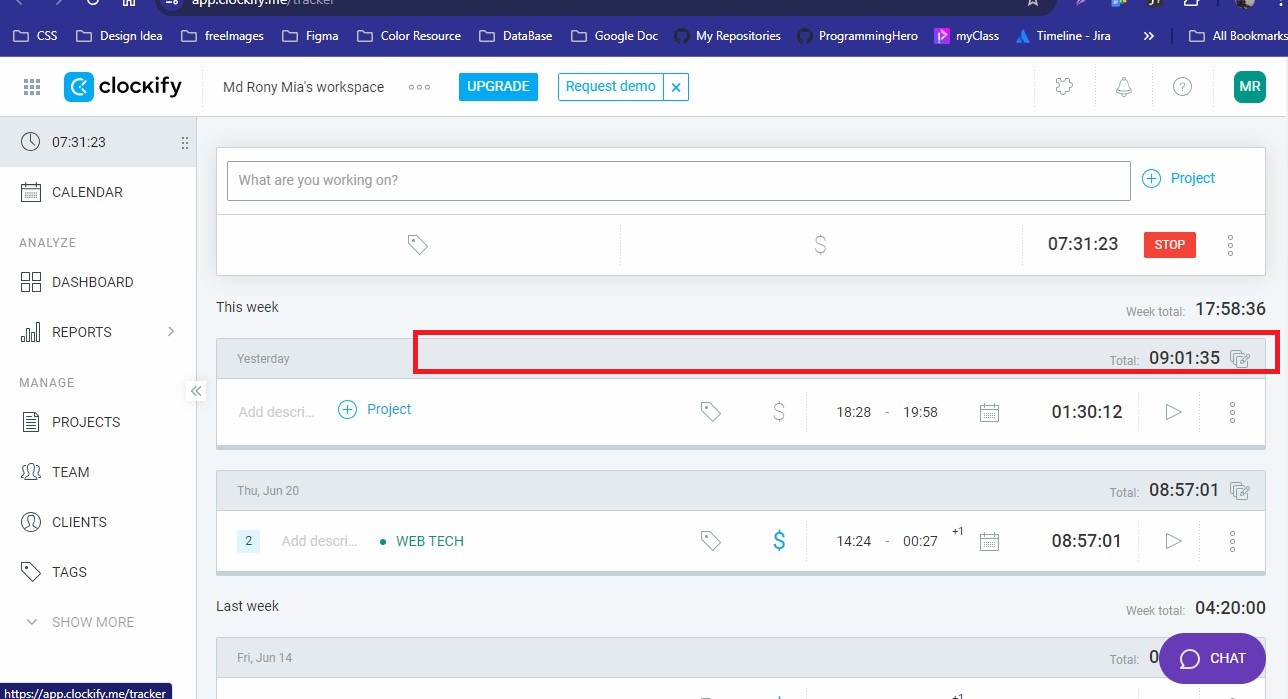 app.clockify.me/tracker
CSS Design Idea freeImages Figma Color Resource DataBase Google Doc My Repositories ProgrammingHero myClass Timeline - Jira » All Bookmarks
clockify Md Rony Mia's workspace UPGRADE Request demo × ? MR
07:31:23
CALENDAR
ANALYZE
DASHBOARD
REPORTS
MANAGE
PROJECTS
TEAM
CLIENTS
TAGS
SHOW MORE
https://app.clockify.me/tracker
What are you working on? Project
$ 07:31:23 STOP
This week Week total: 17:58:36
Yesterday Total: 09:01:35
Add descri... Project $ 18:28 - 19:58 01:30:12
Thu, Jun 20 Total: 08:57:01
2 Add descri... • WEB TECH $ 14:24 - 00:27 +1 08:57:01
Last week Week total: 04:20:00
Fri, Jun 14 Total:
CHAT
+1